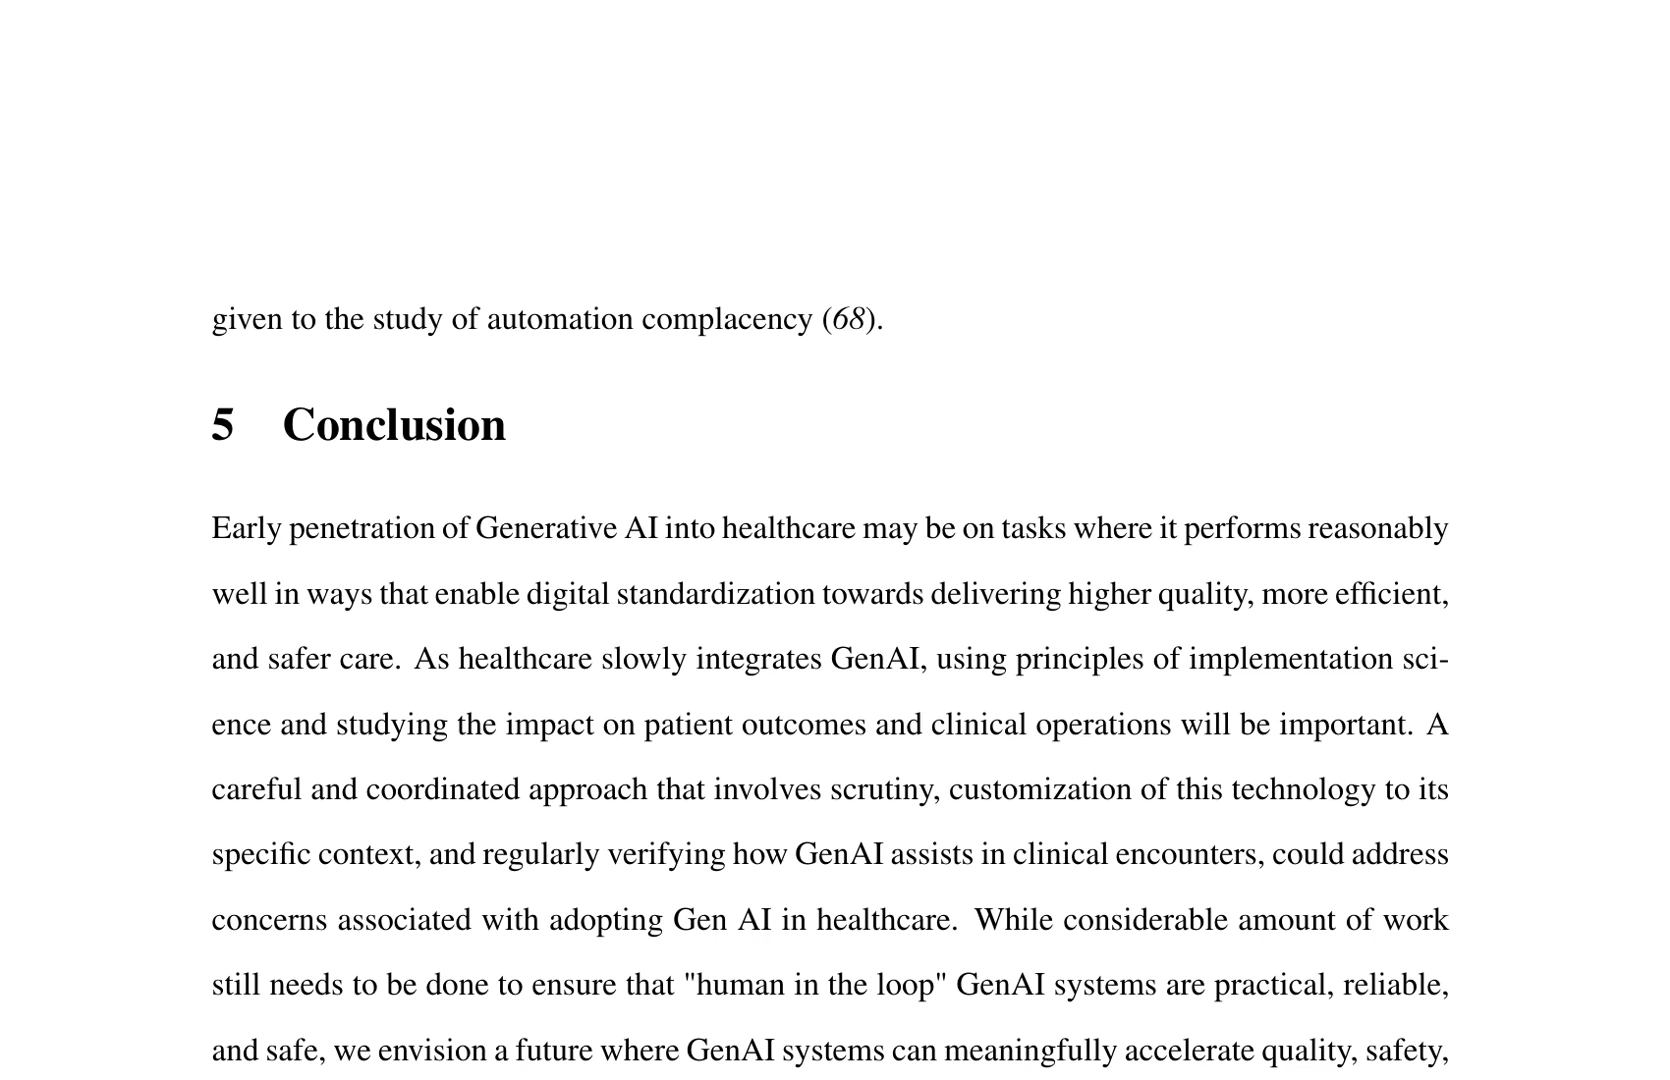 given to the study of automation complacency (68).
5 Conclusion
Early penetration of Generative AI into healthcare may be on tasks where it performs reasonably
well in ways that enable digital standardization towards delivering higher quality, more efficient,
and safer care. As healthcare slowly integrates GenAI, using principles of implementation sci-
ence and studying the impact on patient outcomes and clinical operations will be important. A
careful and coordinated approach that involves scrutiny, customization of this technology to its
specific context, and regularly verifying how GenAI assists in clinical encounters, could address
concerns associated with adopting Gen AI in healthcare. While considerable amount of work
still needs to be done to ensure that "human in the loop" GenAI systems are practical, reliable,
and safe, we envision a future where GenAI systems can meaningfully accelerate quality, safety,